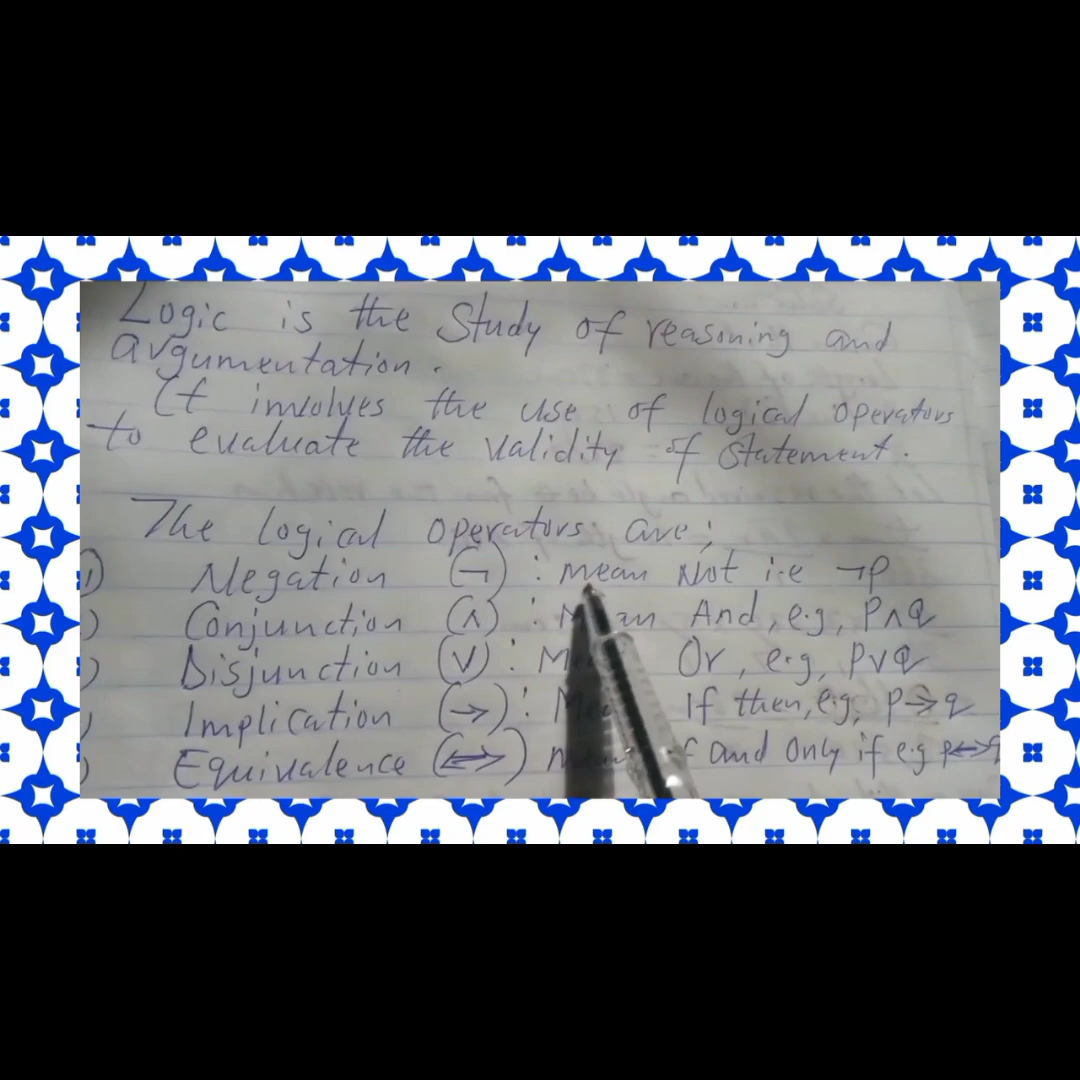 Logic is the Study of reasoning and
argumentation.
It involves the use of logical operators
to evaluate the validity of Statement.
The logical operators are;
1) Negation (¬) : mean Not i.e ¬P
) Conjunction (∧) : And, e.g, P∧q
) Disjunction (∨) : Or, e.g, p∨q
) Implication (→) : If then, e.g, p→q
) Equivalence (↔) and only if e.g p↔q